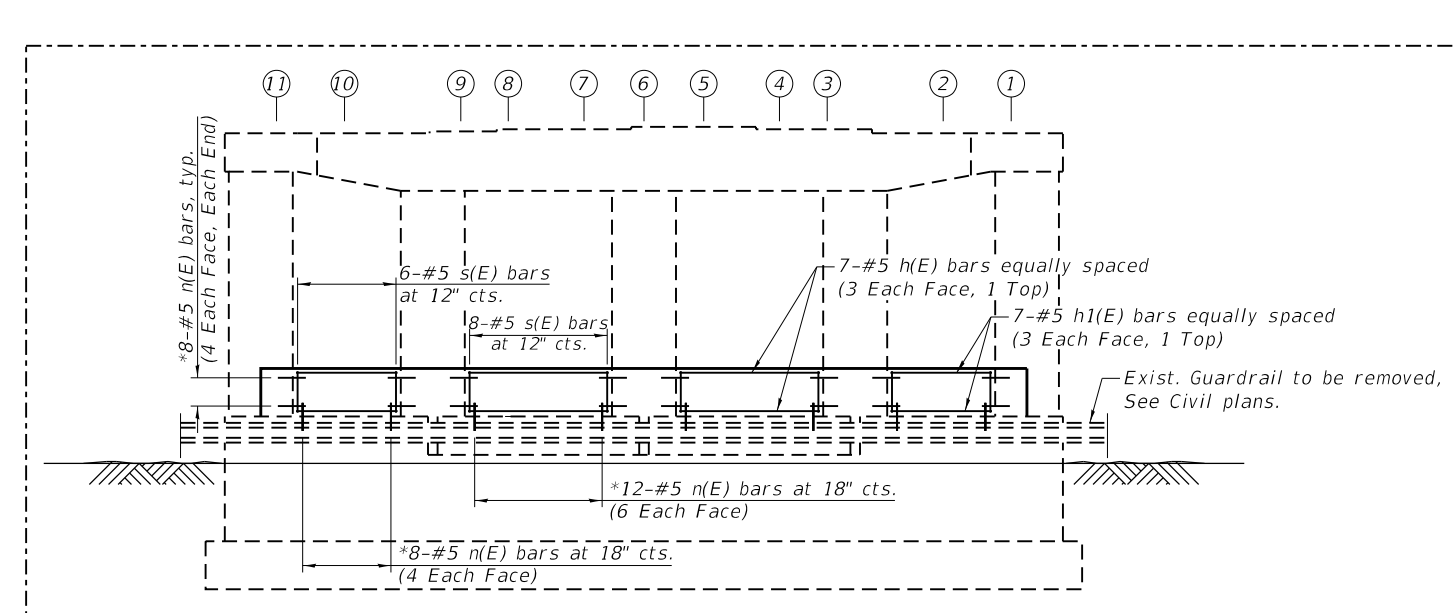 11 10 9 8 7 6 5 4 3 2 1
*8-#5 n(E) bars, typ.
(4 Each Face, Each End)
6-#5 s(E) bars
at 12" cts.
8-#5 s(E) bars
at 12" cts.
7-#5 h(E) bars equally spaced
(3 Each Face, 1 Top)
7-#5 h1(E) bars equally spaced
(3 Each Face, 1 Top)
Exist. Guardrail to be removed,
See Civil plans.
*12-#5 n(E) bars at 18" cts.
(6 Each Face)
*8-#5 n(E) bars at 18" cts.
(4 Each Face)